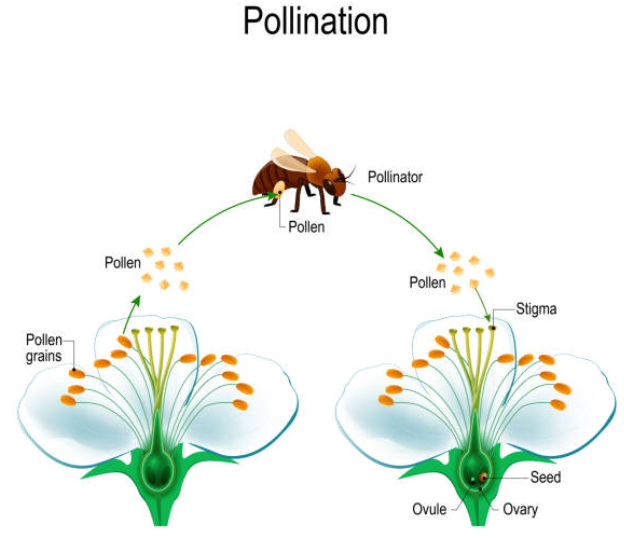 Pollination
Pollinator
Pollen
Pollen
Pollen
Stigma
Pollen
grains
Seed
Ovule
Ovary